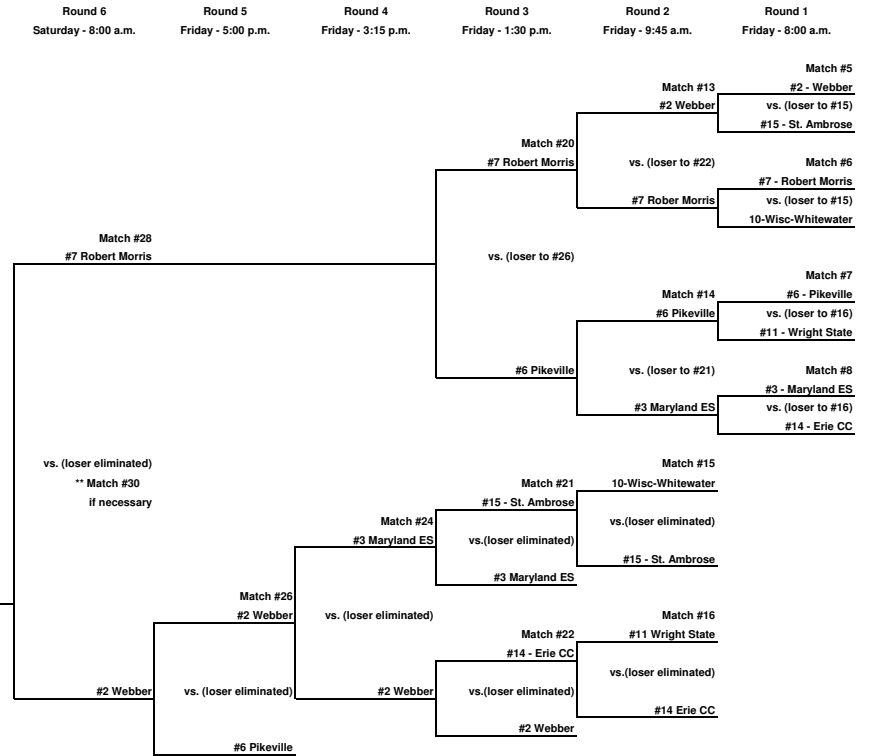 Round 6 Round 5 Round 4 Round 3 Round 2 Round 1
Saturday - 8:00 a.m. Friday - 5:00 p.m. Friday - 3:15 p.m. Friday - 1:30 p.m. Friday - 9:45 a.m. Friday - 8:00 a.m.
Match #5
Match #13 #2 - Webber
#2 Webber vs. (loser to #15)
#15 - St. Ambrose
Match #20
#7 Robert Morris vs. (loser to #22) Match #6
#7 - Robert Morris
#7 Rober Morris vs. (loser to #15)
10-Wisc-Whitewater
Match #28
#7 Robert Morris vs. (loser to #26)
Match #7
Match #14 #6 - Pikeville
#6 Pikeville vs. (loser to #16)
#11 - Wright State
#6 Pikeville vs. (loser to #21) Match #8
#3 - Maryland ES
#3 Maryland ES vs. (loser to #16)
#14 - Erie CC
vs. (loser eliminated) Match #15
** Match #30 Match #21 10-Wisc-Whitewater
if necessary #15 - St. Ambrose
Match #24 vs.(loser eliminated)
#3 Maryland ES vs.(loser eliminated)
#15 - St. Ambrose
#3 Maryland ES
Match #26
#2 Webber vs. (loser eliminated) Match #16
Match #22 #11 Wright State
#14 - Erie CC
vs.(loser eliminated)
#2 Webber vs. (loser eliminated) #2 Webber vs.(loser eliminated)
#14 Erie CC
#2 Webber
#6 Pikeville